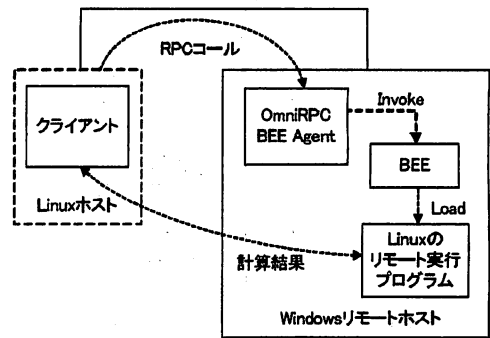 RPCコール
クライアント
Linuxホスト
OmniRPC
BEE Agent
Invoke
BEE
Load
Linuxの
リモート実行
プログラム
計算結果
Windowsリモートホスト